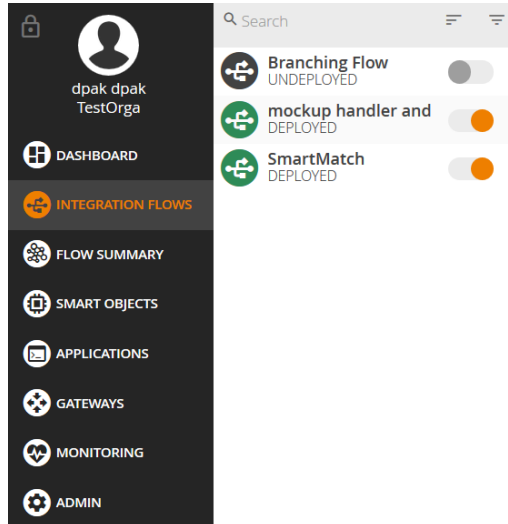 dpak dpak
TestOrga
DASHBOARD
INTEGRATION FLOWS
FLOW SUMMARY
SMART OBJECTS
APPLICATIONS
GATEWAYS
MONITORING
ADMIN
Search
Branching Flow
UNDEPLOYED
mockup handler and
DEPLOYED
SmartMatch
DEPLOYED